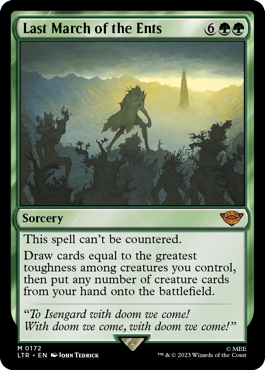 Last March of the Ents 6
Sorcery
This spell can't be countered.
Draw cards equal to the greatest
toughness among creatures you control,
then put any number of creature cards
from your hand onto the battlefield.
"To Isengard with doom we come!
With doom we come, with doom we come!"
M 0172
LTR • EN JOHN TEDRICK
© MEE
™ & © 2023 Wizards of the Coast